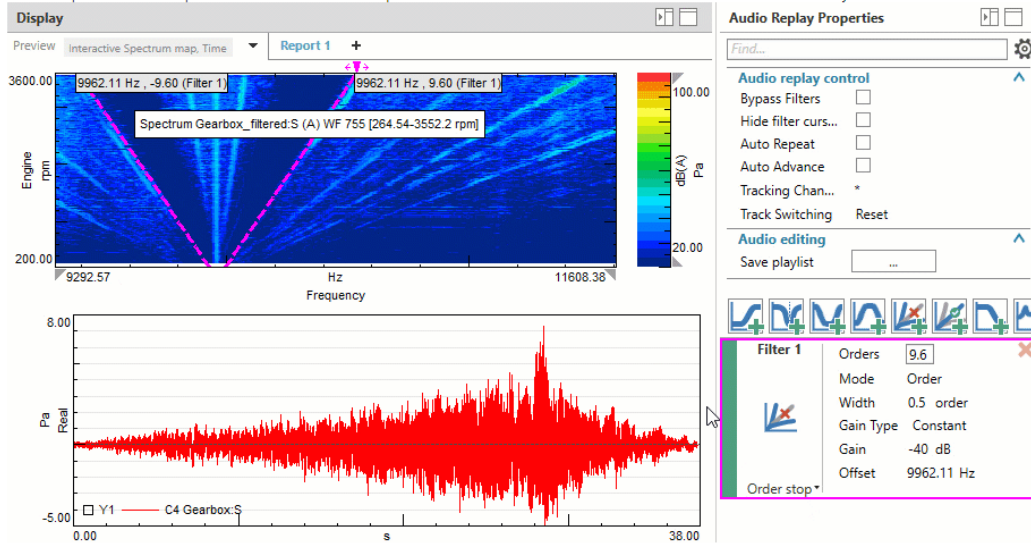 Display
Preview Interactive Spectrum map, Time Report 1 +
3600.00
9962.11 Hz , -9.60 (Filter 1)
9962.11 Hz , 9.60 (Filter 1)
Spectrum Gearbox_filtered:S (A) WF 755 [264.54-3552.2 rpm]
Engine
rpm
200.00
9292.57 Hz 11608.38
Frequency
100.00
dB(A)
Pa
20.00
8.00
Pa
Real
-5.00
Y1 C4 Gearbox:S
0.00 s 38.00
Audio Replay Properties
Find...
Audio replay control
Bypass Filters
Hide filter curs...
Auto Repeat
Auto Advance
Tracking Chan... *
Track Switching Reset
Audio editing
Save playlist ...
Filter 1
Orders 9.6
Mode Order
Width 0.5 order
Gain Type Constant
Gain -40 dB
Offset 9962.11 Hz
Order stop